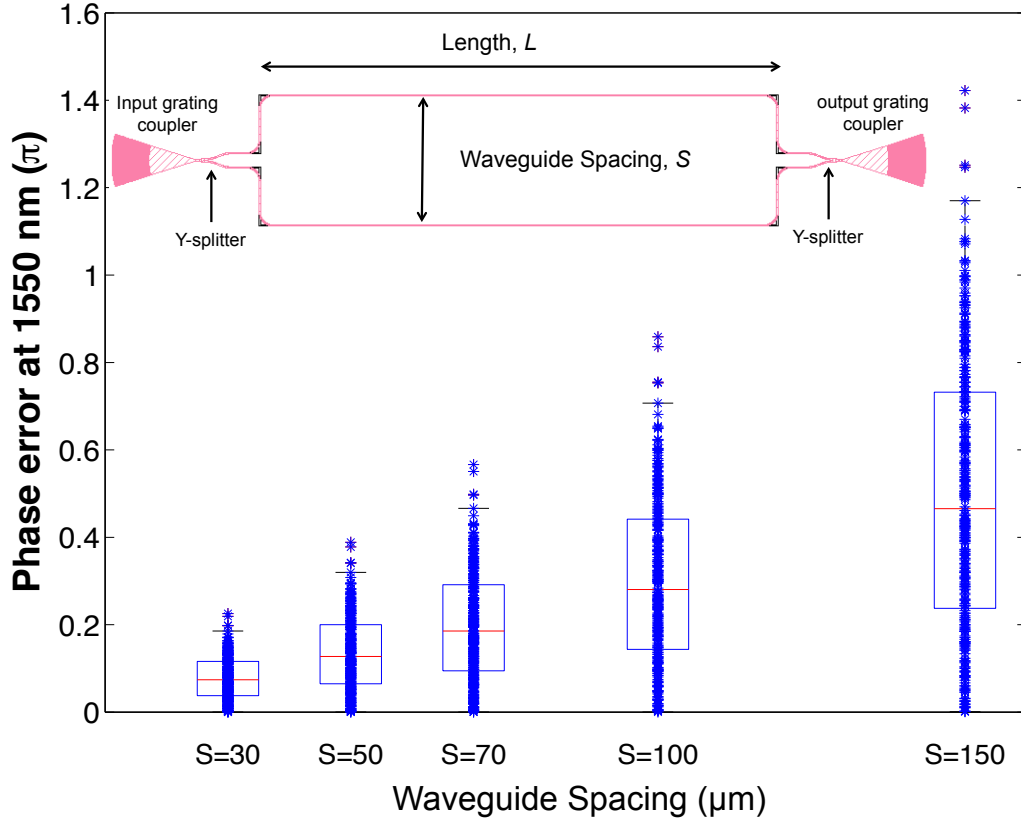 Phase error at 1550 nm (π)
1.6
1.4
1.2
1
0.8
0.6
0.4
0.2
0
Length, L
Input grating
coupler
output grating
coupler
Waveguide Spacing, S
Y-splitter
Y-splitter
S=30
S=50
S=70
S=100
S=150
Waveguide Spacing (µm)